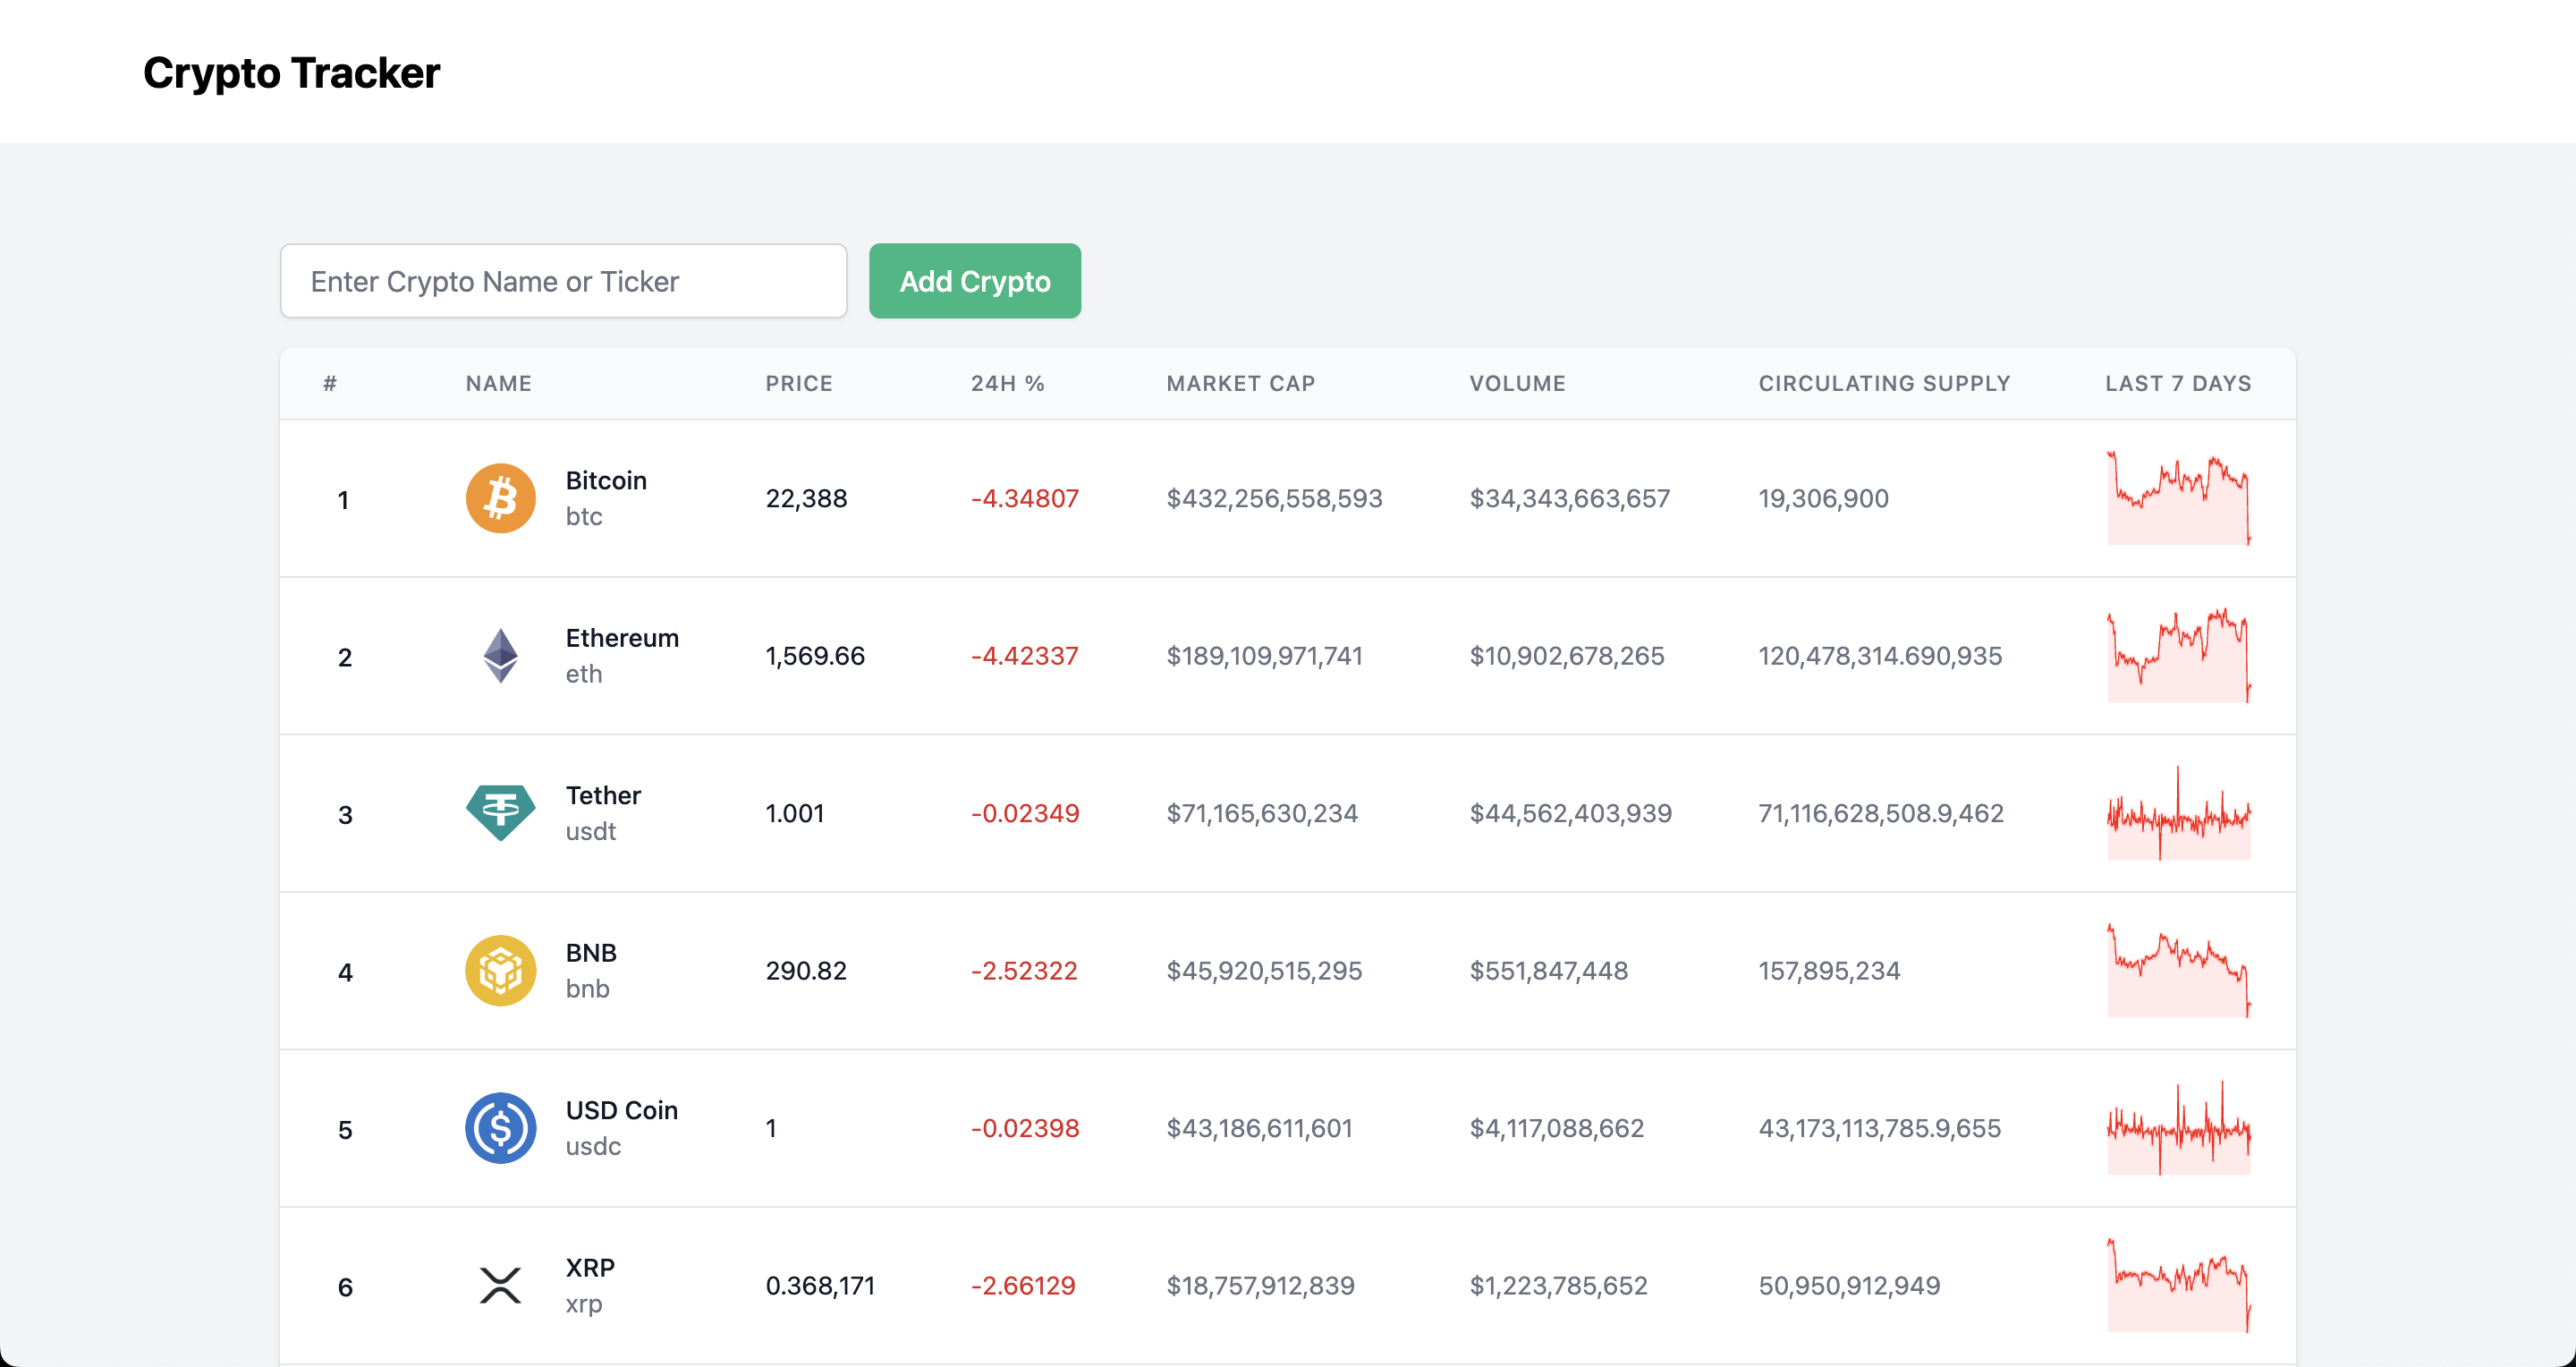 Crypto Tracker
Enter Crypto Name or Ticker Add Crypto
# NAME PRICE 24H % MARKET CAP VOLUME CIRCULATING SUPPLY LAST 7 DAYS
1 Bitcoin 22,388 -4.34807 $432,256,558,593 $34,343,663,657 19,306,900
btc
2 Ethereum 1,569.66 -4.42337 $189,109,971,741 $10,902,678,265 120,478,314.690,935
eth
3 Tether 1.001 -0.02349 $71,165,630,234 $44,562,403,939 71,116,628,508.9,462
usdt
4 BNB 290.82 -2.52322 $45,920,515,295 $551,847,448 157,895,234
bnb
5 USD Coin 1 -0.02398 $43,186,611,601 $4,117,088,662 43,173,113,785.9,655
usdc
6 XRP 0.368,171 -2.66129 $18,757,912,839 $1,223,785,652 50,950,912,949
xrp